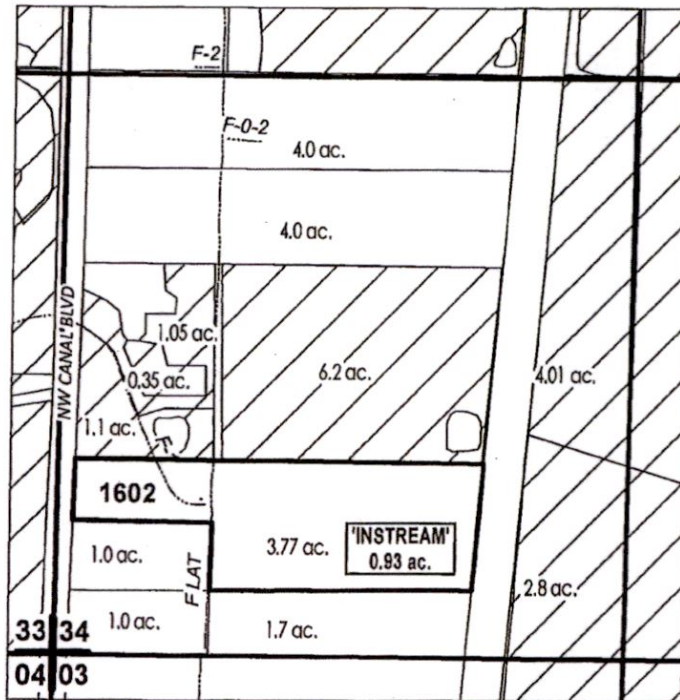 F-2
F-0-2
4.0 ac.
4.0 ac.
NW CANAL BLVD
1.05 ac.
6.2 ac.
4.01 ac.
0.35 ac.
1.1 ac.
F-
1602
'INSTREAM'
0.93 ac.
3.77 ac.
1.0 ac.
F LAT
2.8 ac.
1.0 ac.
1.7 ac.
33 34
04 03